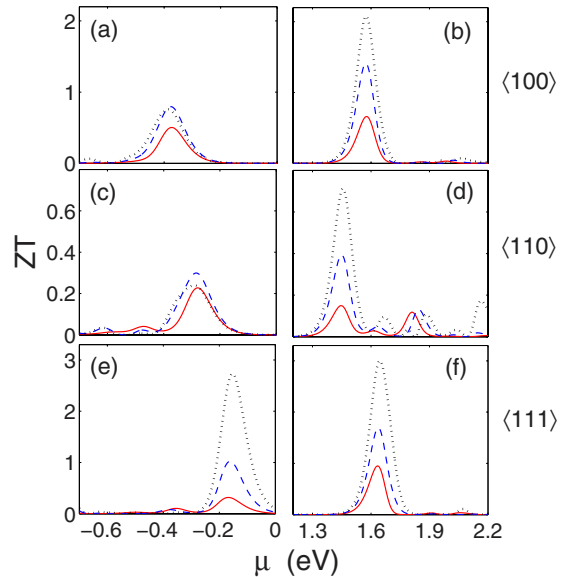 2 (a) (b) ⟨100⟩
1
0
(c) (d) ⟨110⟩
0.6
0.4
0.2
0
ZT
3 (e) (f) ⟨111⟩
2
1
0
−0.6 −0.4 −0.2 0 1.3 1.6 1.9 2.2
μ (eV)